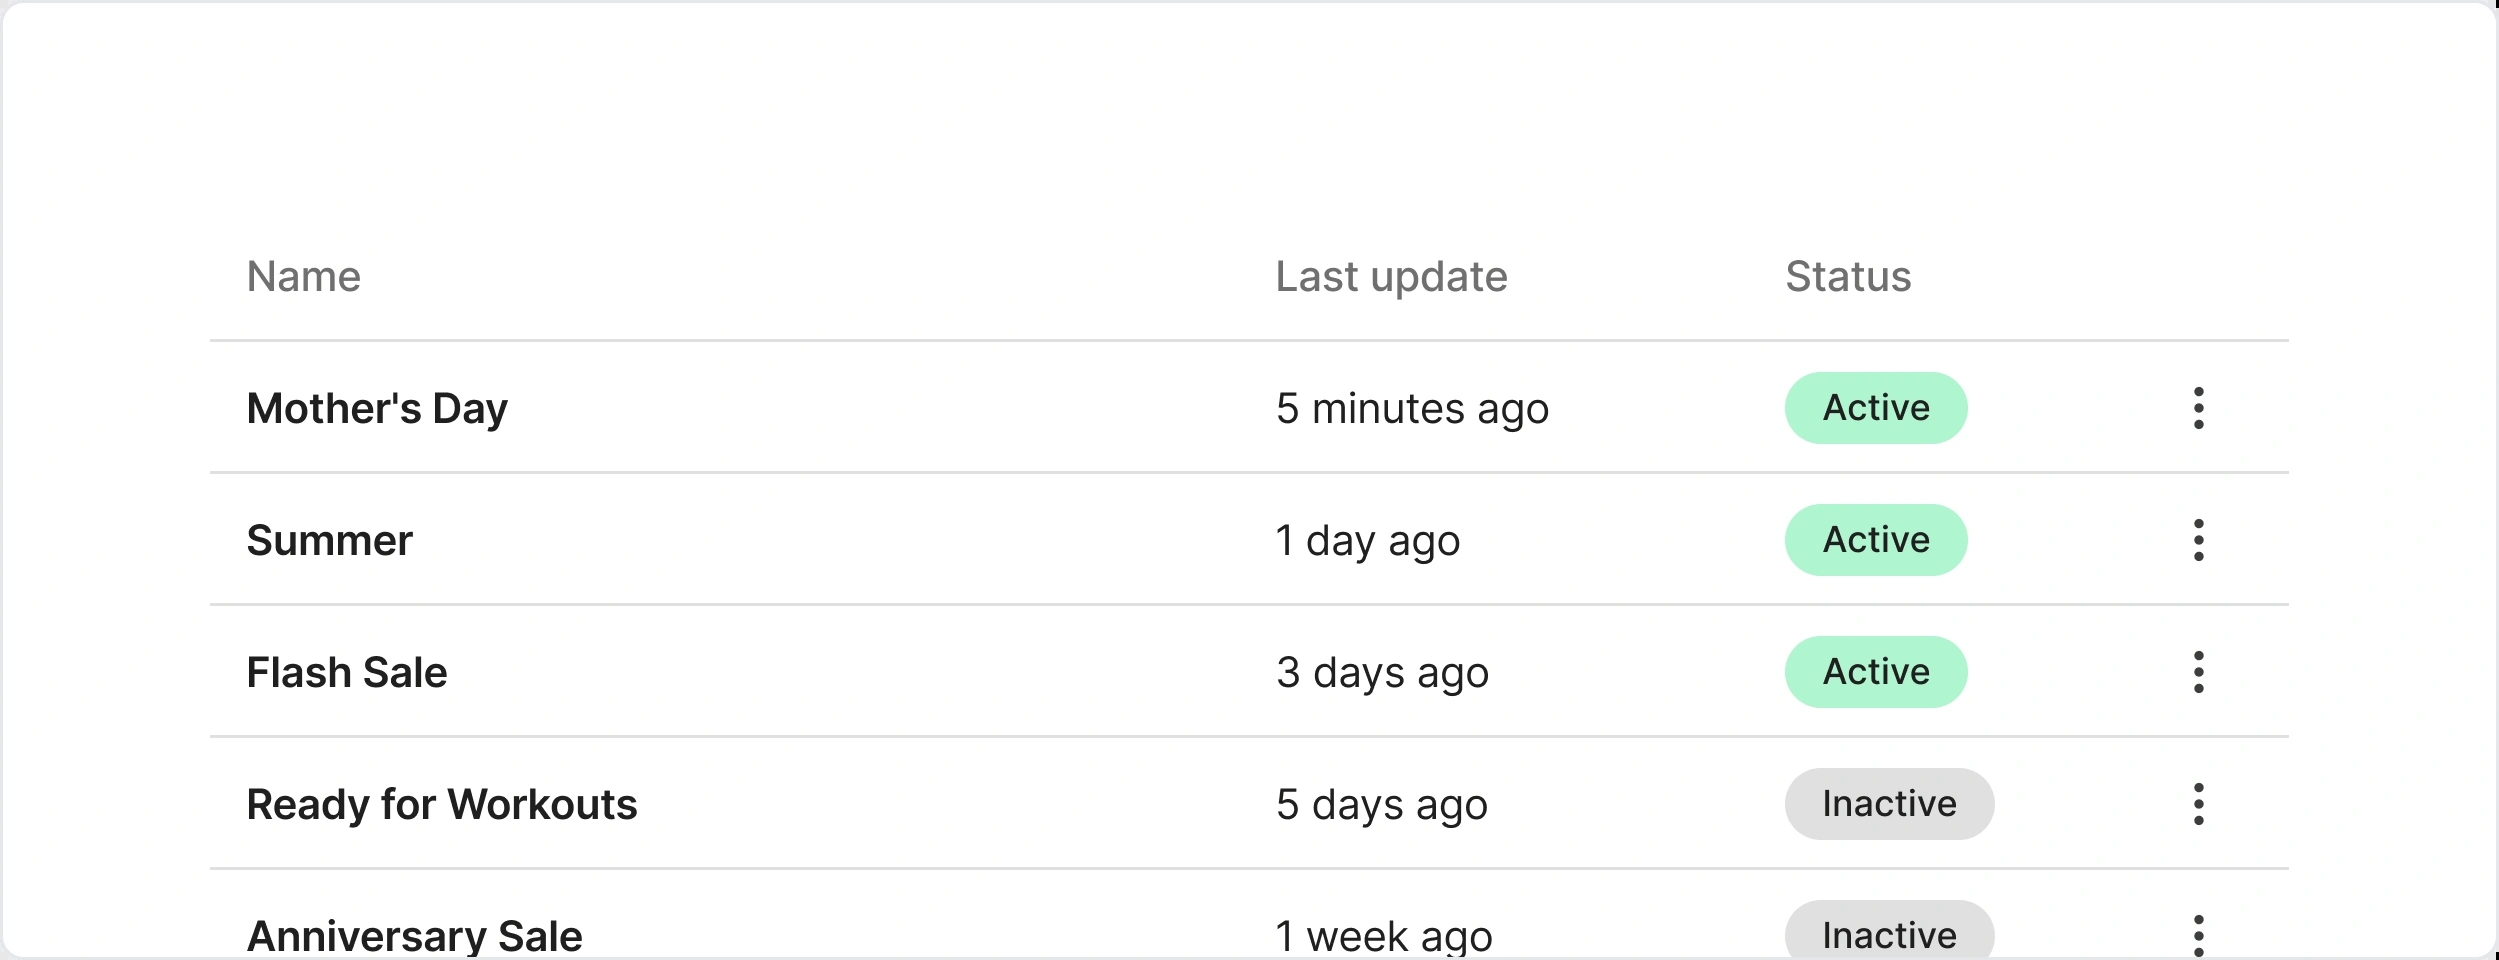 Name Last update Status
Mother's Day 5 minutes ago Active
Summer 1 day ago Active
Flash Sale 3 days ago Active
Ready for Workouts 5 days ago Inactive
Anniversary Sale 1 week ago Inactive